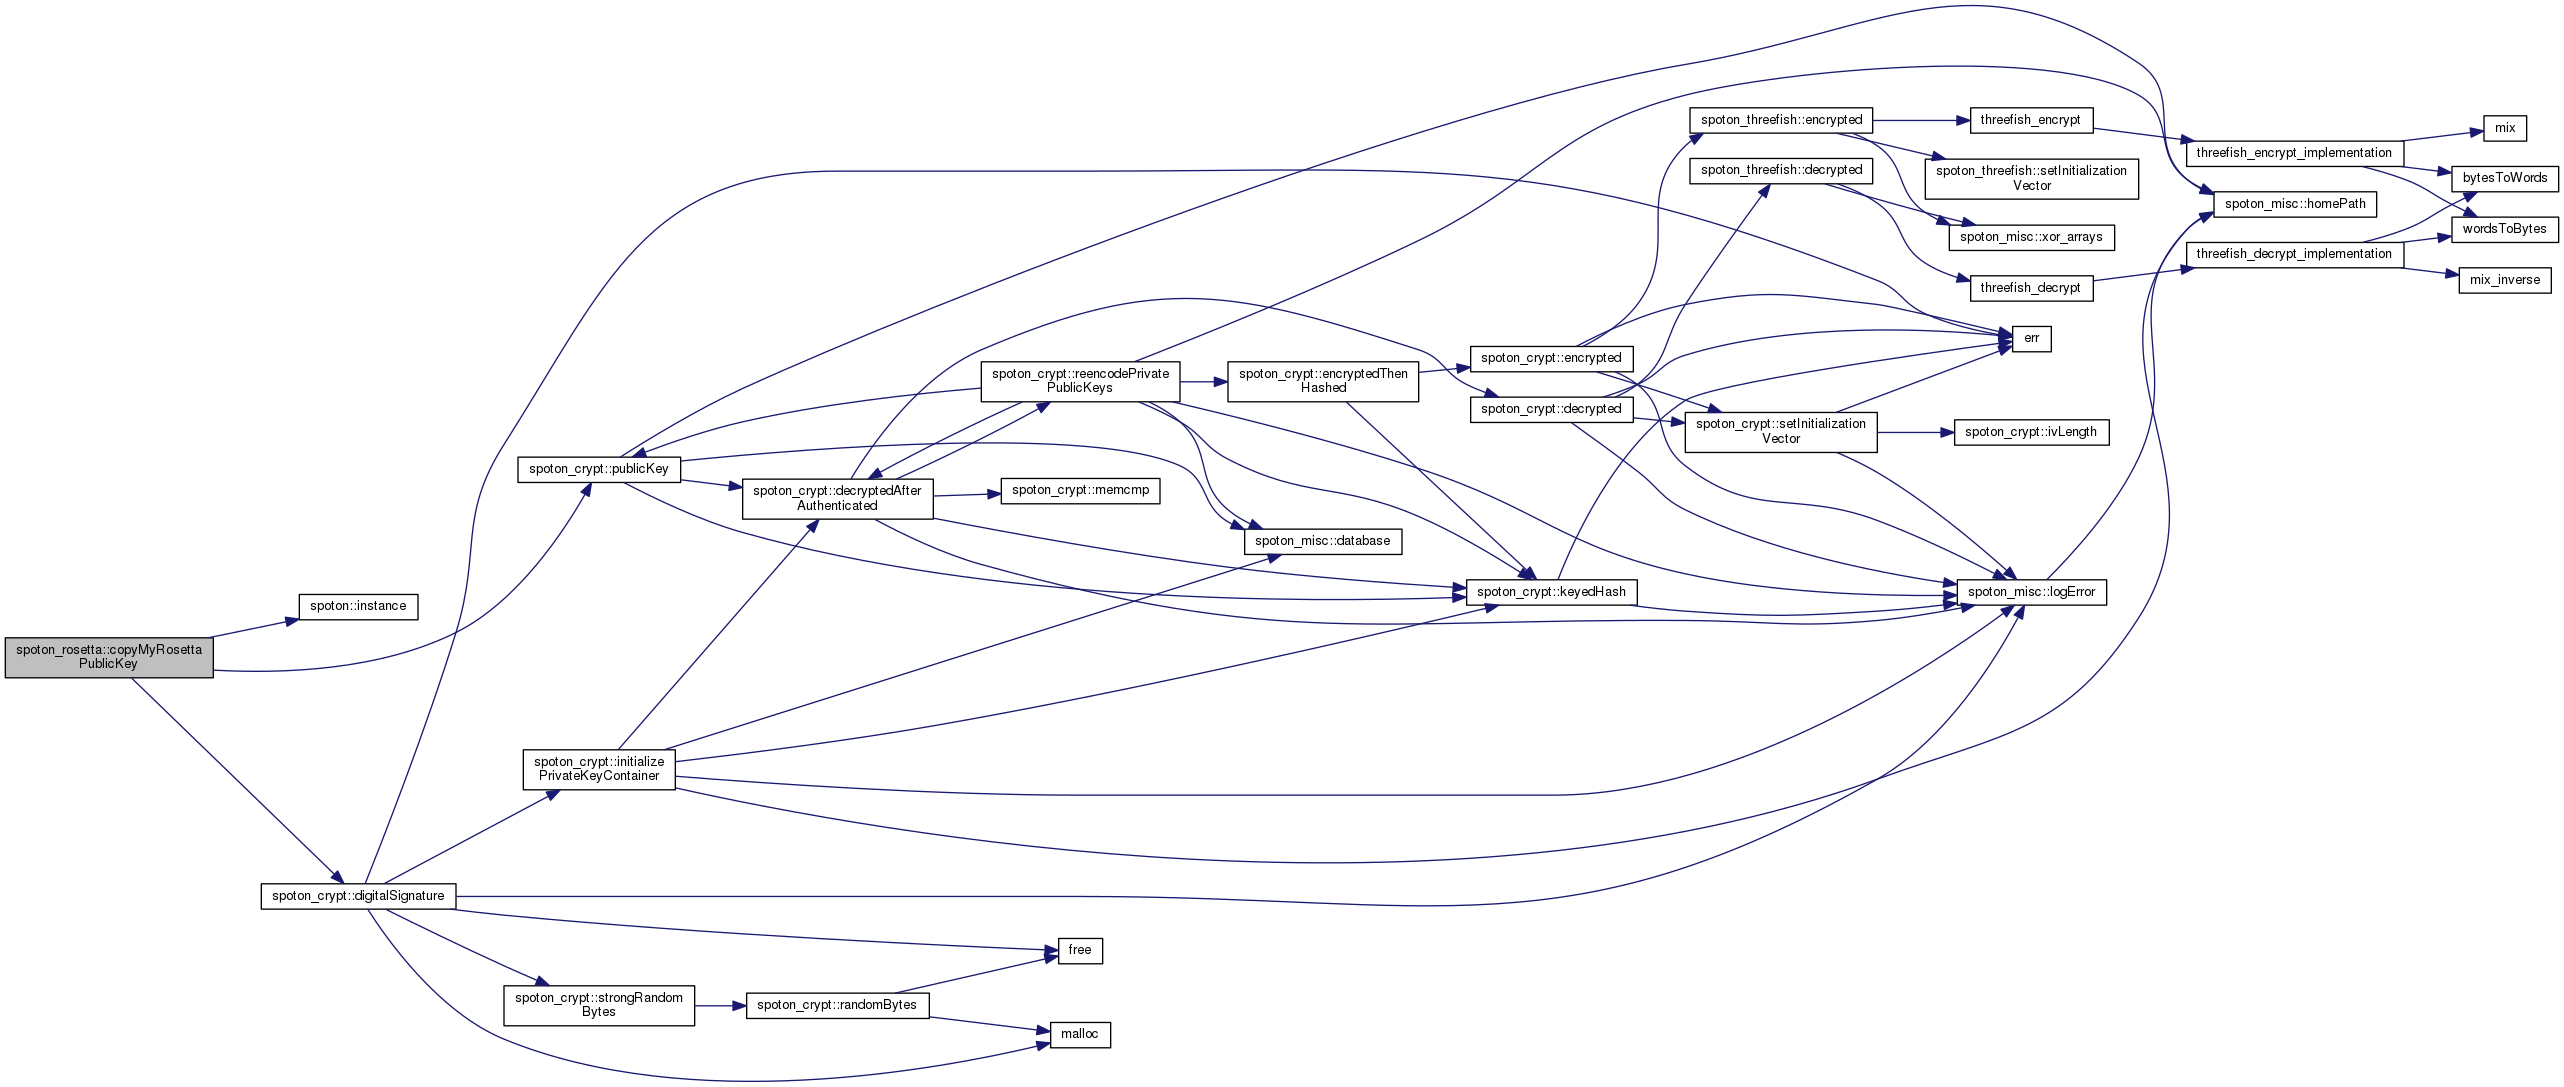 spoton_rosetta::copyMyRosetta
PublicKey
spoton::instance
spoton_crypt::digitalSignature
spoton_crypt::publicKey
spoton_crypt::initialize
PrivateKeyContainer
spoton_crypt::strongRandom
Bytes
spoton_crypt::decryptedAfter
Authenticated
spoton_crypt::randomBytes
spoton_crypt::reencodePrivate
PublicKeys
spoton_crypt::memcmp
free
malloc
spoton_crypt::encryptedThen
Hashed
spoton_misc::database
spoton_crypt::encrypted
spoton_crypt::decrypted
spoton_crypt::keyedHash
spoton_threefish::encrypted
spoton_threefish::decrypted
spoton_crypt::setInitialization
Vector
threefish_encrypt
spoton_threefish::setInitialization
Vector
spoton_misc::xor_arrays
threefish_decrypt
err
spoton_crypt::ivLength
spoton_misc::logError
threefish_encrypt_implementation
spoton_misc::homePath
threefish_decrypt_implementation
mix
bytesToWords
wordsToBytes
mix_inverse